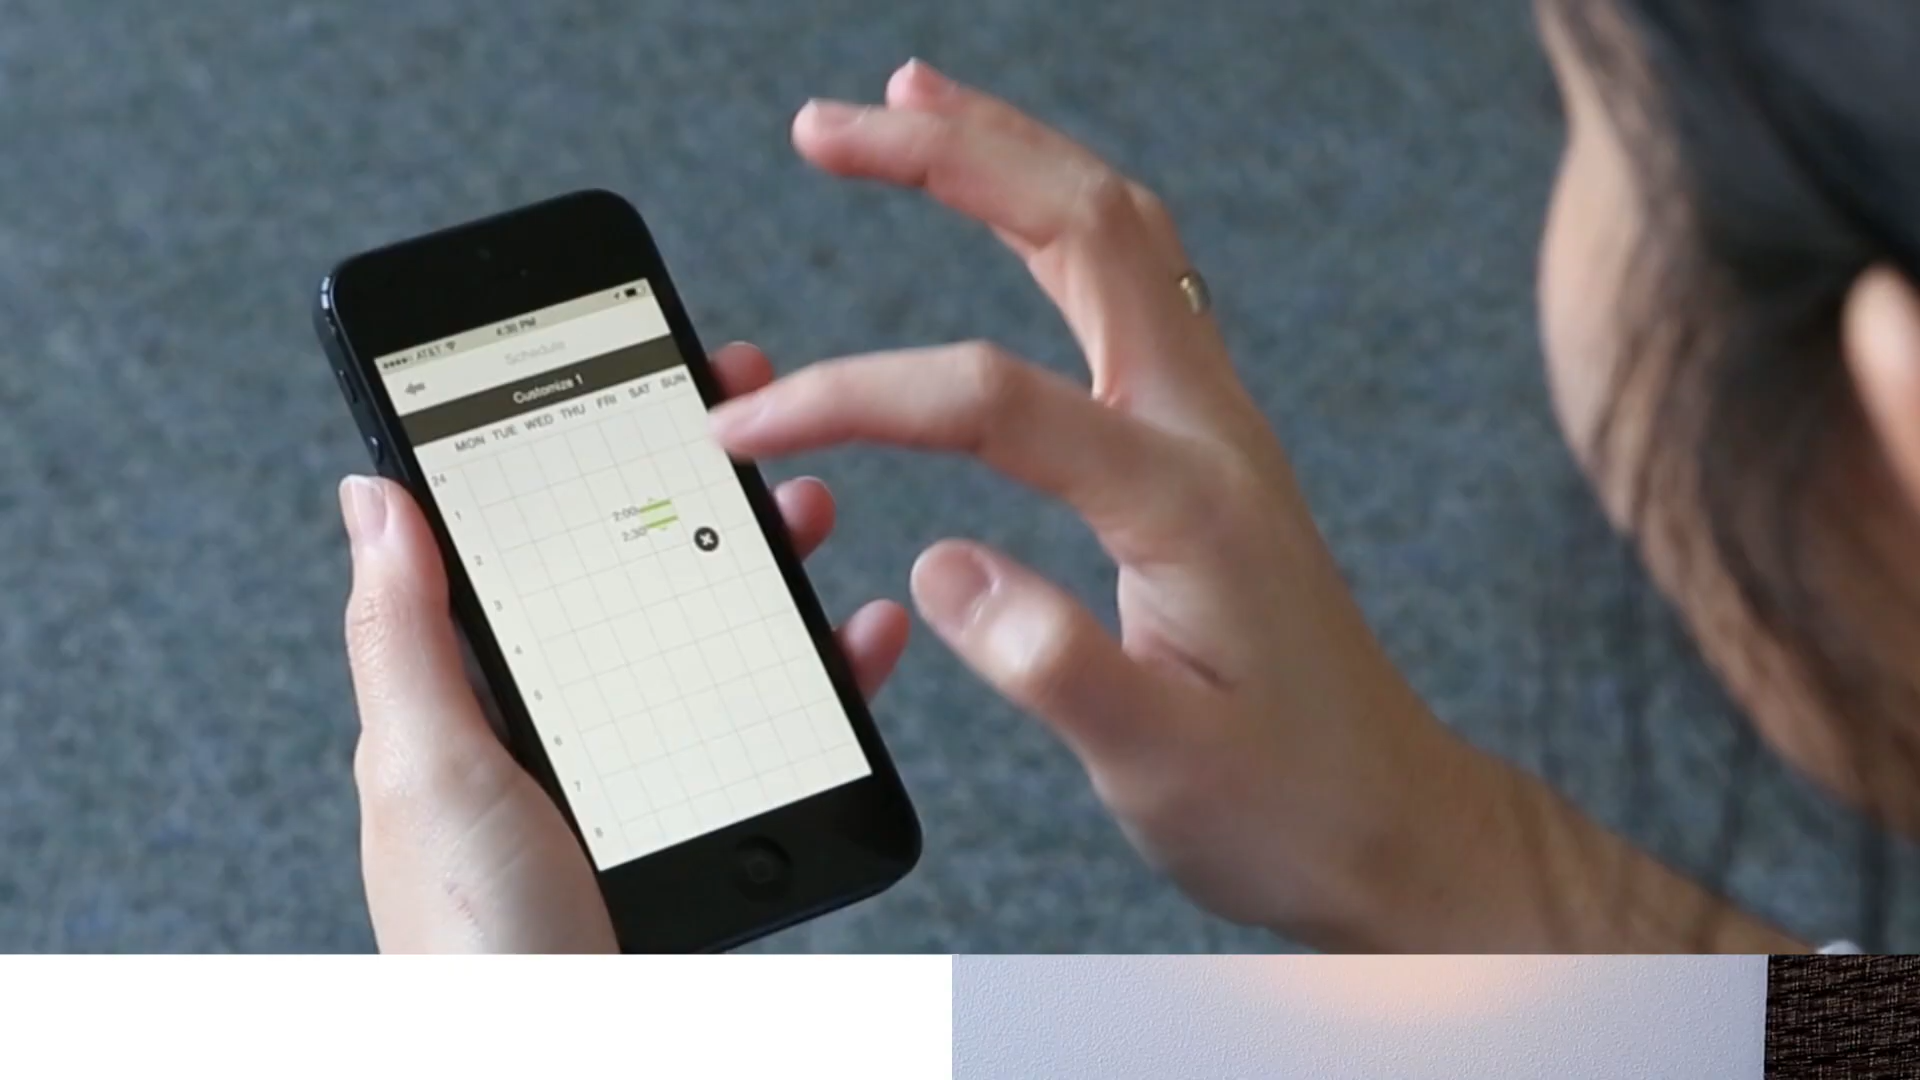 AT&T 4:30 PM
Schedule
Customize 1
MON TUE WED THU FRI SAT SUN
24
1
2:00
2:30
2
3
4
5
6
7
8